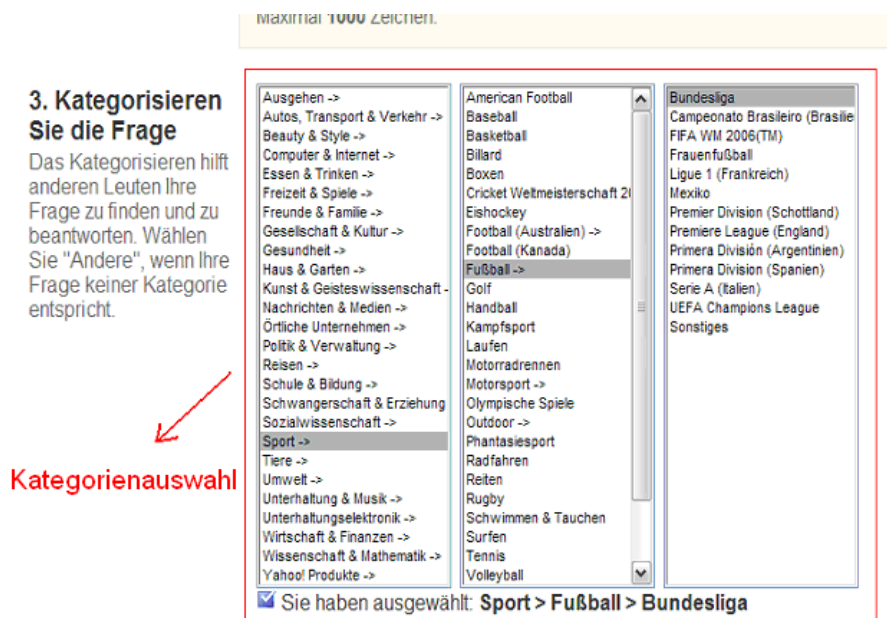 Maximal 1000 Zeichen.
3. Kategorisieren
Sie die Frage
Das Kategorisieren hilft
anderen Leuten Ihre
Frage zu finden und zu
beantworten. Wählen
Sie "Andere", wenn Ihre
Frage keiner Kategorie
entspricht.
Kategorienauswahl
Ausgehen ->
Autos, Transport & Verkehr ->
Beauty & Style ->
Computer & Internet ->
Essen & Trinken ->
Freizeit & Spiele ->
Freunde & Familie ->
Gesellschaft & Kultur ->
Gesundheit ->
Haus & Garten ->
Kunst & Geisteswissenschaft -
Nachrichten & Medien ->
Örtliche Unternehmen ->
Politik & Verwaltung ->
Reisen ->
Schule & Bildung ->
Schwangerschaft & Erziehung
Sozialwissenschaft ->
Sport ->
Tiere ->
Umwelt ->
Unterhaltung & Musik ->
Unterhaltungselektronik ->
Wirtschaft & Finanzen ->
Wissenschaft & Mathematik ->
Yahoo! Produkte ->
American Football
Baseball
Basketball
Billard
Boxen
Cricket Weltmeisterschaft 20
Eishockey
Football (Australien) ->
Football (Kanada)
Fußball ->
Golf
Handball
Kampfsport
Laufen
Motorradrennen
Motorsport ->
Olympische Spiele
Outdoor ->
Phantasiesport
Radfahren
Reiten
Rugby
Schwimmen & Tauchen
Surfen
Tennis
Volleyball
Bundesliga
Campeonato Brasileiro (Brasilie
FIFA WM 2006(TM)
Frauenfußball
Ligue 1 (Frankreich)
Mexiko
Premier Division (Schottland)
Premiere League (England)
Primera División (Argentinien)
Primera Division (Spanien)
Serie A (Italien)
UEFA Champions League
Sonstiges
Sie haben ausgewählt: Sport > Fußball > Bundesliga